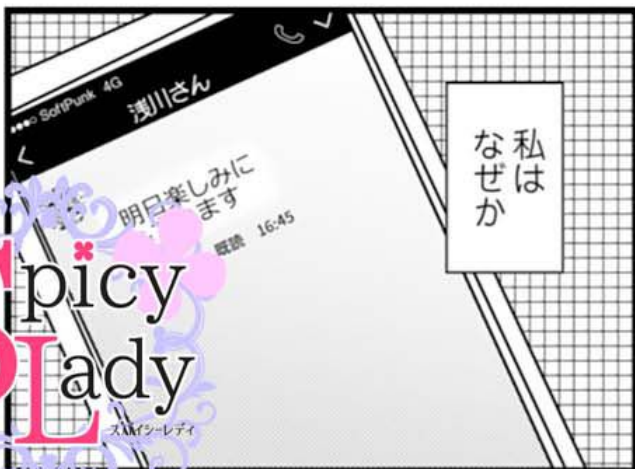 私は
なぜか
SoftPunk 4G
浅川さん
明日楽しみに
ます
既読 16:45
Spicy
Lady
スパイシーレディ